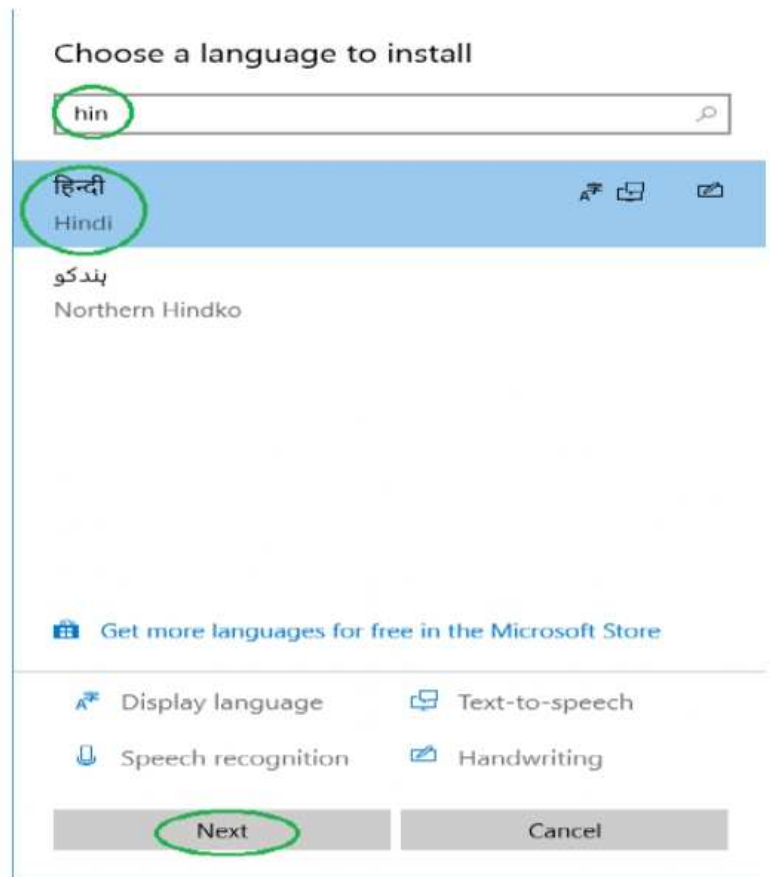 Choose a language to install
hin
हिन्दी
Hindi
ہندکو
Northern Hindko
Get more languages for free in the Microsoft Store
Display language
Text-to-speech
Speech recognition
Handwriting
Next
Cancel